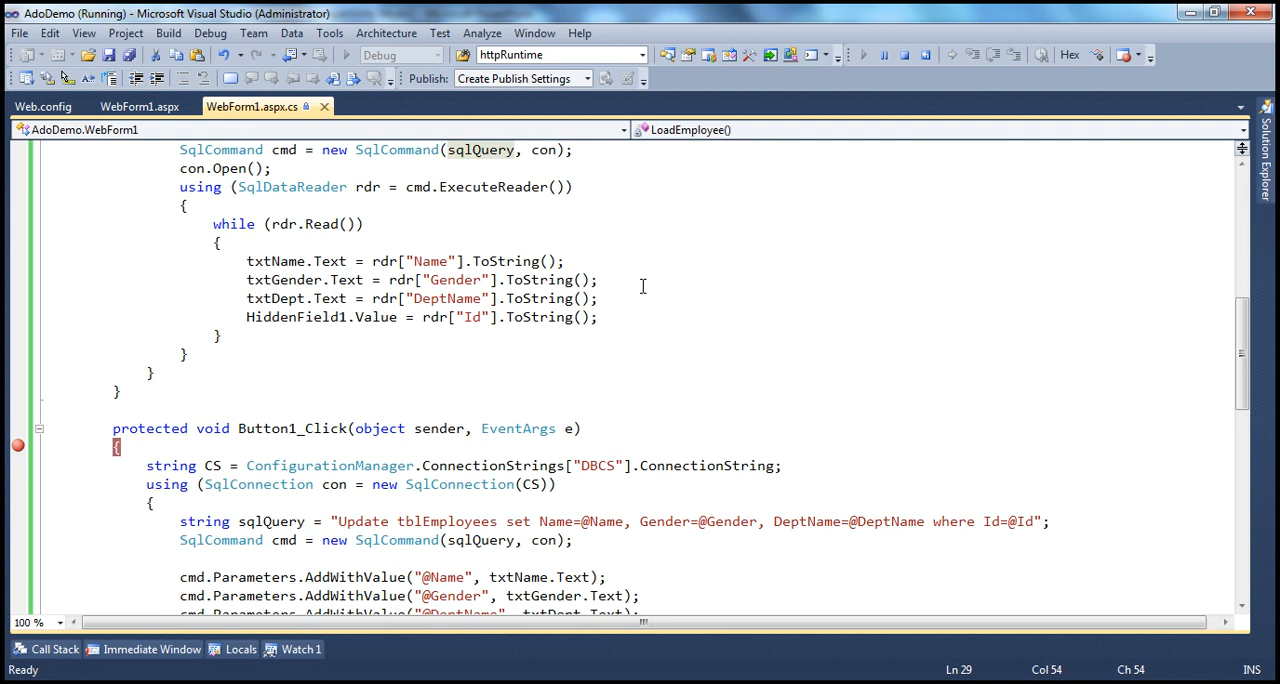 AdoDemo (Running) - Microsoft Visual Studio (Administrator)
File Edit View Project Build Debug Team Data Tools Architecture Test Analyze Window Help
Debug httpRuntime Hex
Publish: Create Publish Settings
Web.config WebForm1.aspx WebForm1.aspx.cs
AdoDemo.WebForm1 LoadEmployee()
SqlCommand cmd = new SqlCommand(sqlQuery, con);
con.Open();
using (SqlDataReader rdr = cmd.ExecuteReader())
{
while (rdr.Read())
{
txtName.Text = rdr["Name"].ToString();
txtGender.Text = rdr["Gender"].ToString();
txtDept.Text = rdr["DeptName"].ToString();
HiddenField1.Value = rdr["Id"].ToString();
}
}
}
}
protected void Button1_Click(object sender, EventArgs e)
{
string CS = ConfigurationManager.ConnectionStrings["DBCS"].ConnectionString;
using (SqlConnection con = new SqlConnection(CS))
{
string sqlQuery = "Update tblEmployees set Name=@Name, Gender=@Gender, DeptName=@DeptName where Id=@Id";
SqlCommand cmd = new SqlCommand(sqlQuery, con);
cmd.Parameters.AddWithValue("@Name", txtName.Text);
cmd.Parameters.AddWithValue("@Gender", txtGender.Text);
cmd.Parameters.AddWithValue("@DeptName", txtDept.Text);
100 %
Call Stack Immediate Window Locals Watch 1
Ready Ln 29 Col 54 Ch 54 INS
Solution Explorer